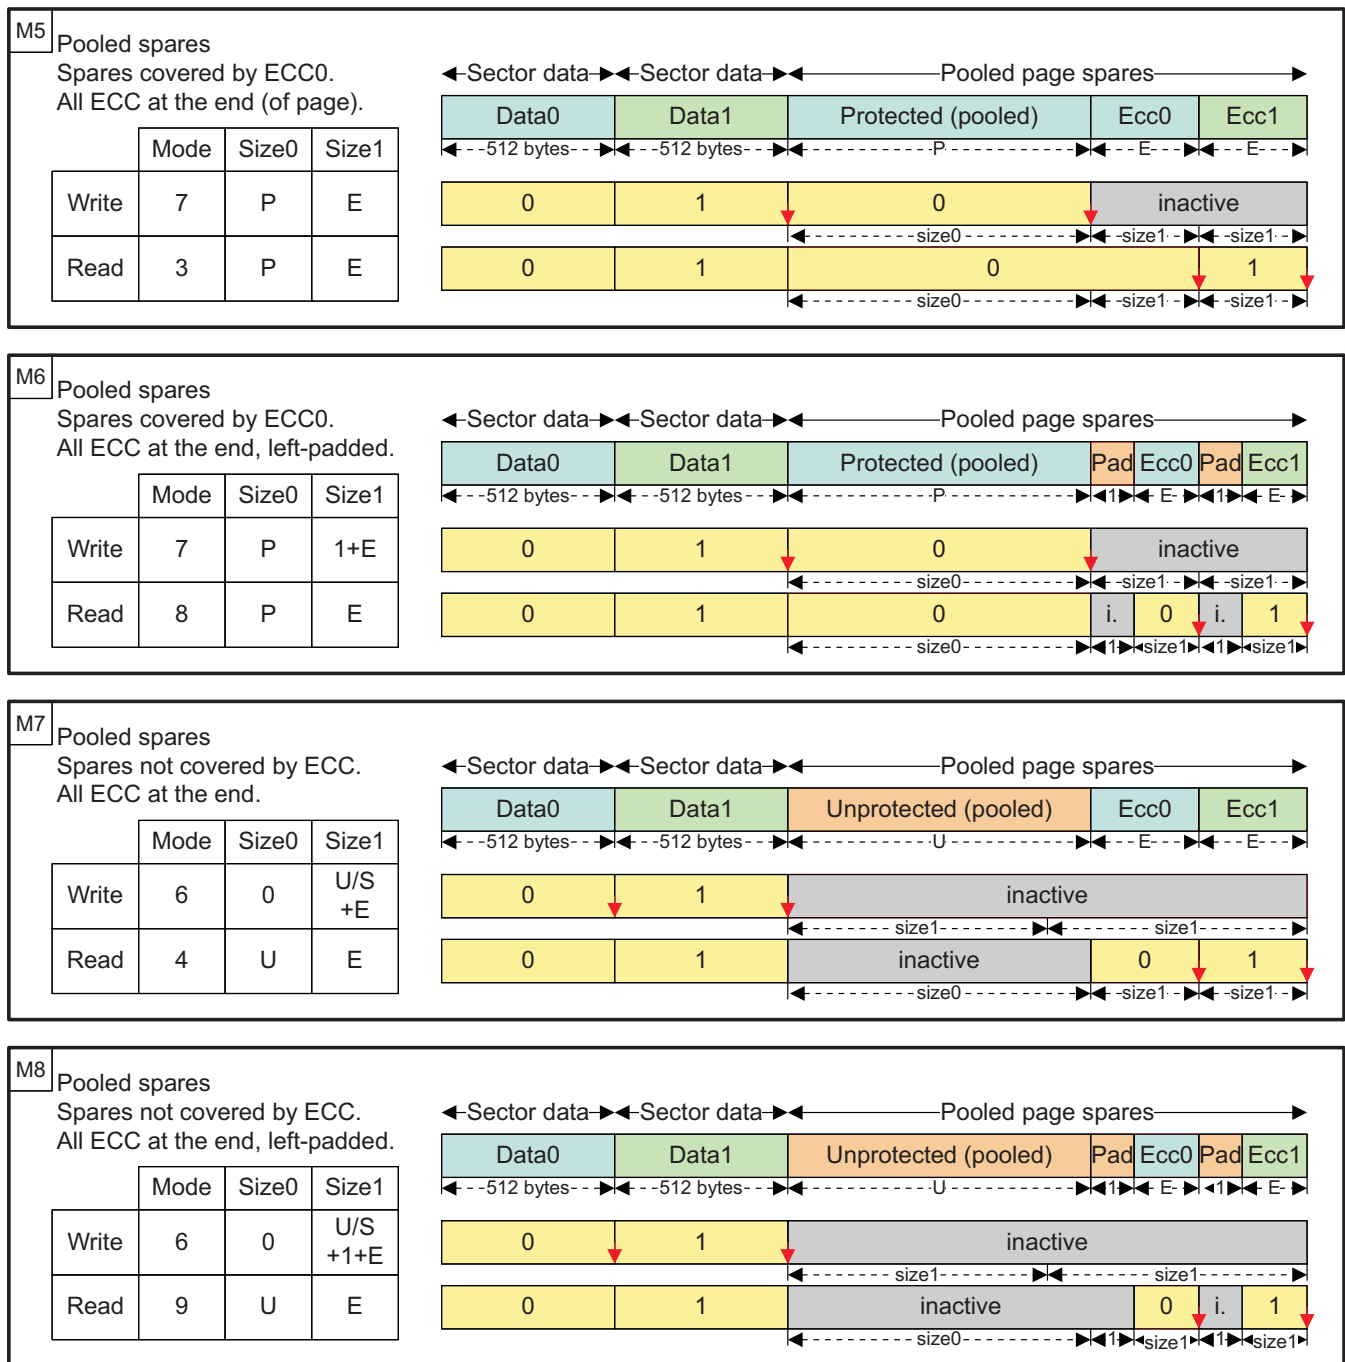 M5
Pooled spares
Spares covered by ECC0.
All ECC at the end (of page).
Sector data Sector data Pooled page spares
Data0 Data1 Protected (pooled) Ecc0 Ecc1
512 bytes 512 bytes P E E
Mode Size0 Size1
Write 7 P E
0 1 0 inactive
size0 size1 size1
Read 3 P E
0 1 0 1
size0 size1 size1
M6
Pooled spares
Spares covered by ECC0.
All ECC at the end, left-padded.
Sector data Sector data Pooled page spares
Data0 Data1 Protected (pooled) Pad Ecc0 Pad Ecc1
512 bytes 512 bytes P 1 E 1 E
Mode Size0 Size1
Write 7 P 1+E
0 1 0 inactive
size0 size1 size1
Read 8 P E
0 1 0 i. 0 i. 1
size0 1 size1 1 size1
M7
Pooled spares
Spares not covered by ECC.
All ECC at the end.
Sector data Sector data Pooled page spares
Data0 Data1 Unprotected (pooled) Ecc0 Ecc1
512 bytes 512 bytes U E E
Mode Size0 Size1
Write 6 0 U/S
+E
0 1 inactive
size1 size1
Read 4 U E
0 1 inactive 0 1
size0 size1 size1
M8
Pooled spares
Spares not covered by ECC.
All ECC at the end, left-padded.
Sector data Sector data Pooled page spares
Data0 Data1 Unprotected (pooled) Pad Ecc0 Pad Ecc1
512 bytes 512 bytes U 1 E 1 E
Mode Size0 Size1
Write 6 0 U/S
+1+E
0 1 inactive
size1 size1
Read 9 U E
0 1 inactive 0 i. 1
size0 1 size1 1 size1